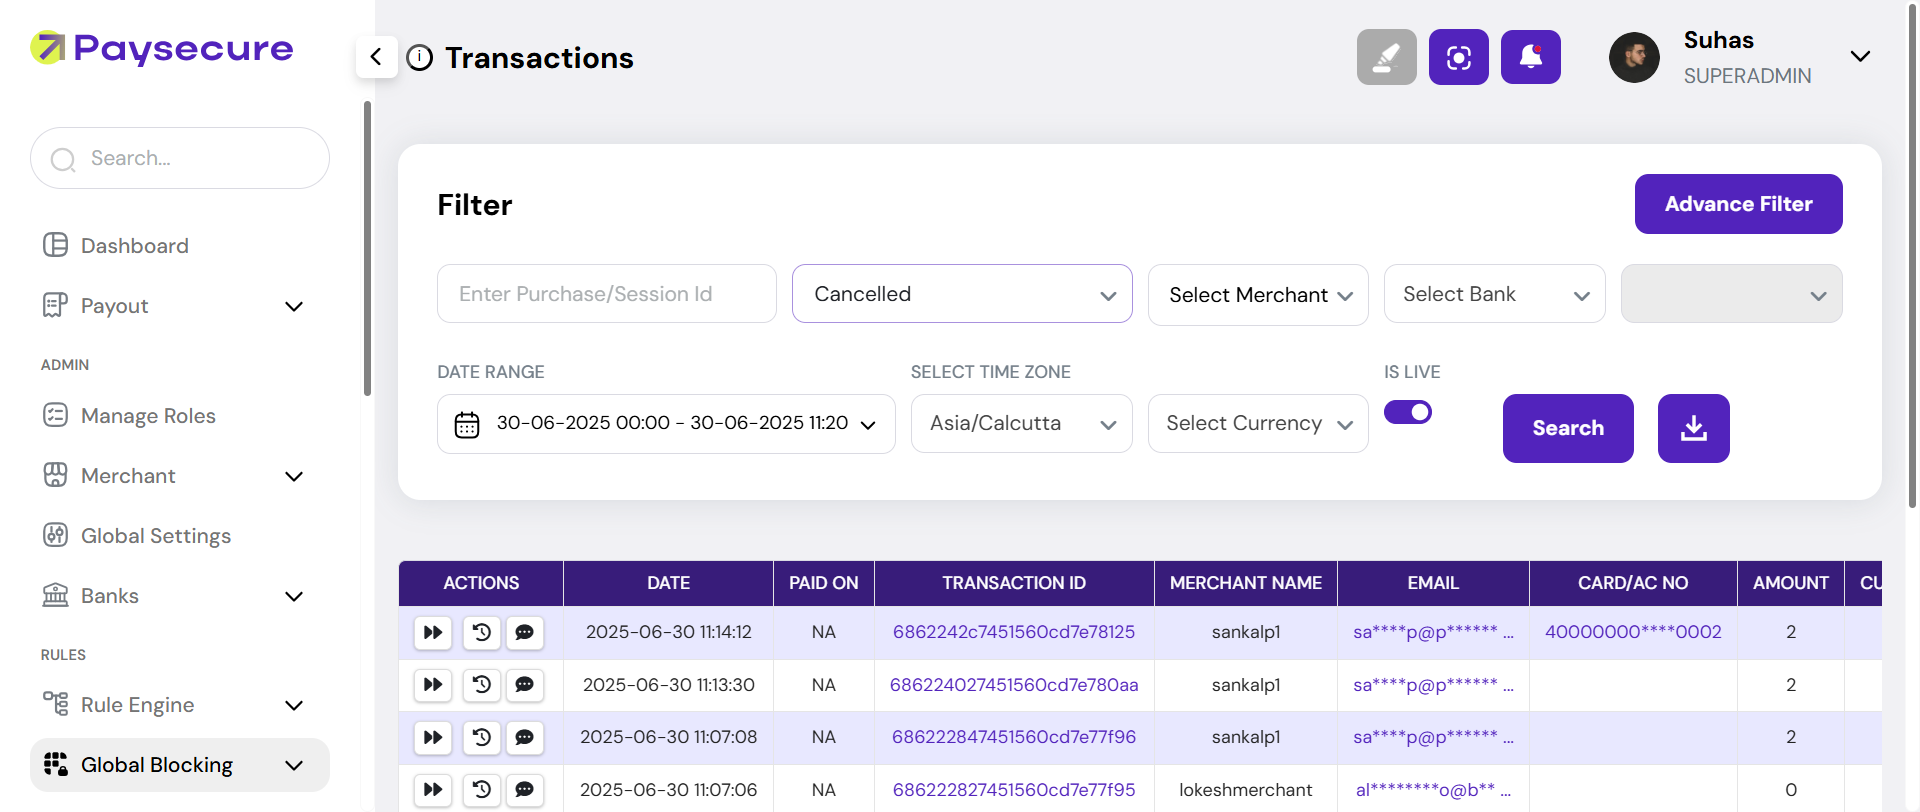 Paysecure
Transactions
Suhas
SUPERADMIN
Search...
Dashboard
Payout
ADMIN
Manage Roles
Merchant
Global Settings
Banks
RULES
Rule Engine
Global Blocking
Filter
Advance Filter
Enter Purchase/Session Id
Cancelled
Select Merchant
Select Bank
DATE RANGE
SELECT TIME ZONE
IS LIVE
30-06-2025 00:00 - 30-06-2025 11:20
Asia/Calcutta
Select Currency
Search
ACTIONS DATE PAID ON TRANSACTION ID MERCHANT NAME EMAIL CARD/AC NO AMOUNT CU
2025-06-30 11:14:12 NA 6862242c7451560cd7e78125 sankalp1 sa****p@p****** ... 40000000****0002 2
2025-06-30 11:13:30 NA 686224027451560cd7e780aa sankalp1 sa****p@p****** ... 2
2025-06-30 11:07:08 NA 686222847451560cd7e77f96 sankalp1 sa****p@p****** ... 2
2025-06-30 11:07:06 NA 686222827451560cd7e77f95 lokeshmerchant al********o@b** ... 0